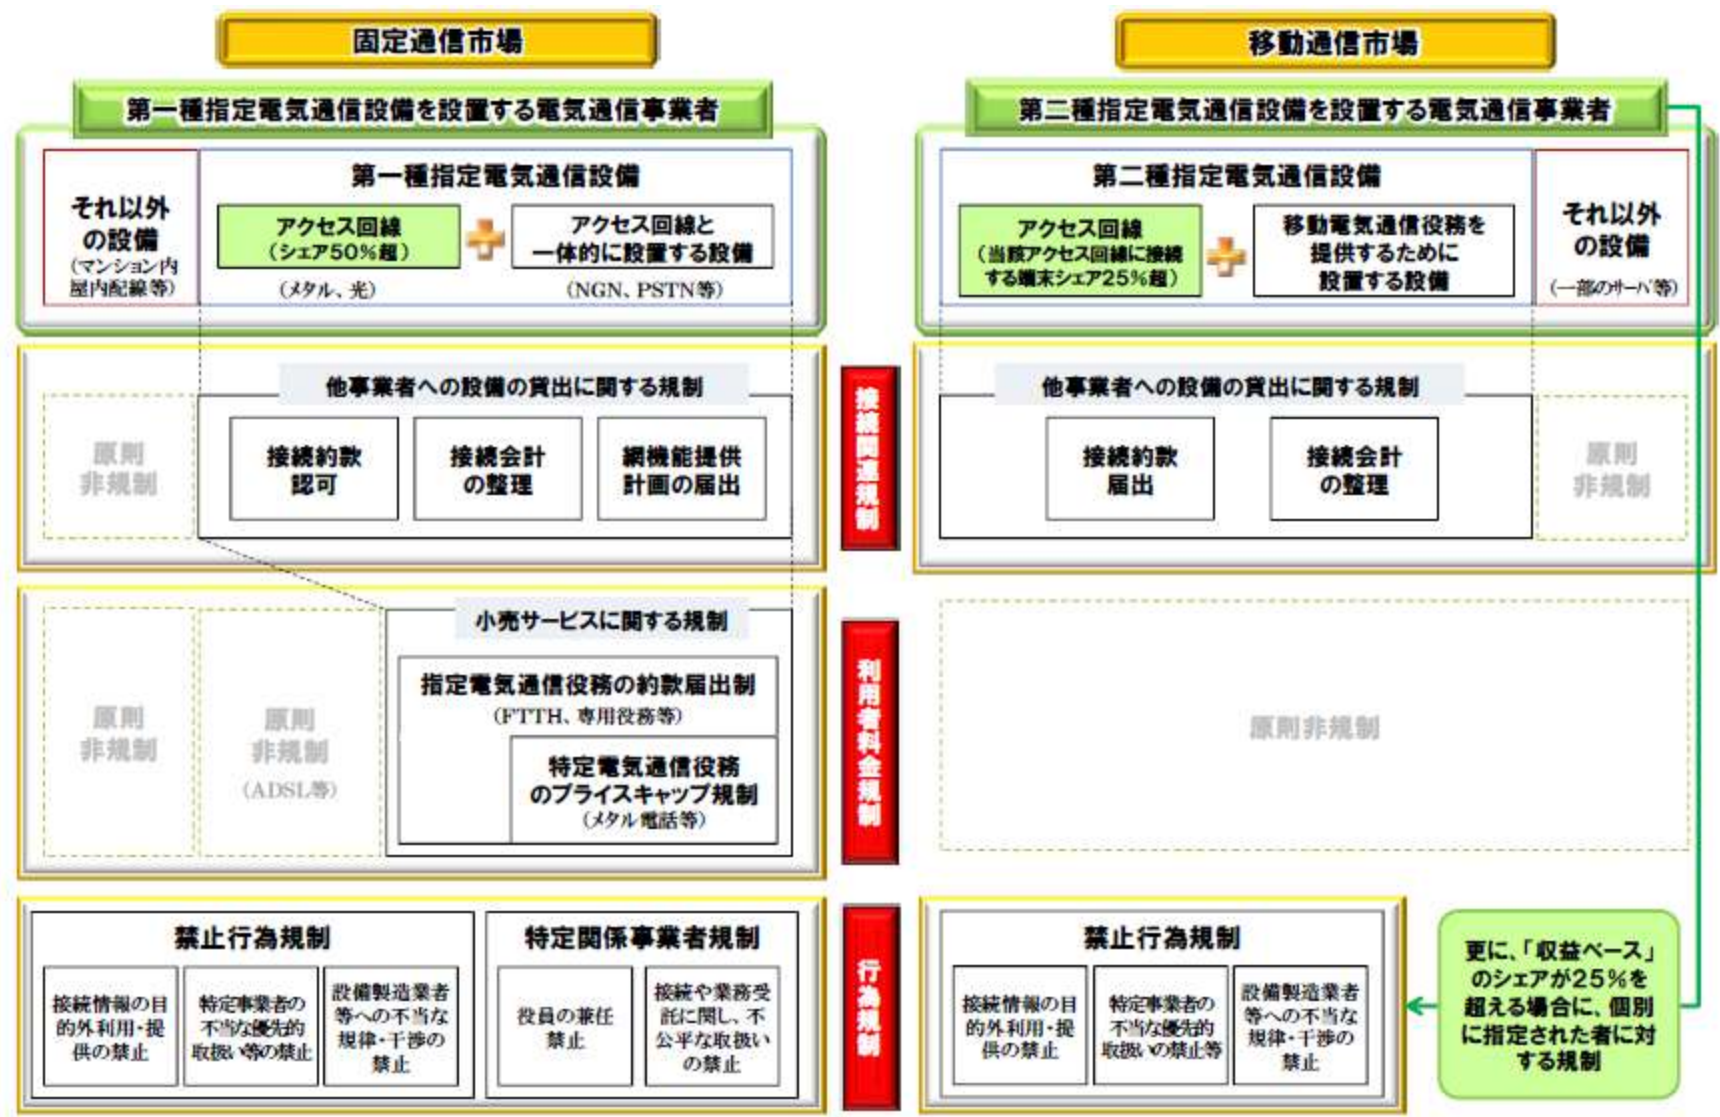 固定通信市場
第一種指定電気通信設備を設置する電気通信事業者
それ以外
の設備
(マンション内
屋内配線等)
第一種指定電気通信設備
アクセス回線
(シェア50%超)
(メタル、光)
アクセス回線と
一体的に設置する設備
(NGN、PSTN等)
移動通信市場
第二種指定電気通信設備を設置する電気通信事業者
第二種指定電気通信設備
アクセス回線
(当該アクセス回線に接続
する端末シェア25%超)
移動電気通信役務を
提供するために
設置する設備
それ以外
の設備
(一部のサーバ等)
原則
非規制
他事業者への設備の貸出に関する規制
接続約款
認可
接続会計
の整理
網機能提供
計画の届出
接続関連規制
他事業者への設備の貸出に関する規制
接続約款
届出
接続会計
の整理
原則
非規制
原則
非規制
原則
非規制
(ADSL等)
小売サービスに関する規制
指定電気通信役務の約款届出制
(FTTH、専用役務等)
特定電気通信役務
のプライスキャップ規制
(メタル電話等)
利用者料金規制
原則非規制
禁止行為規制
接続情報の目
的外利用・提
供の禁止
特定事業者の
不当な優先的
取扱い等の禁止
設備製造業者
等への不当な
規律・干渉の
禁止
特定関係事業者規制
役員の兼任
禁止
接続や業務受
託に関し、不
公平な取扱い
の禁止
行為規制
禁止行為規制
接続情報の目
的外利用・提
供の禁止
特定事業者の
不当な優先的
取扱いの禁止等
設備製造業者
等への不当な
規律・干渉の
禁止
更に、「収益ベース」
のシェアが25%を
超える場合に、個別
に指定された者に対
する規制